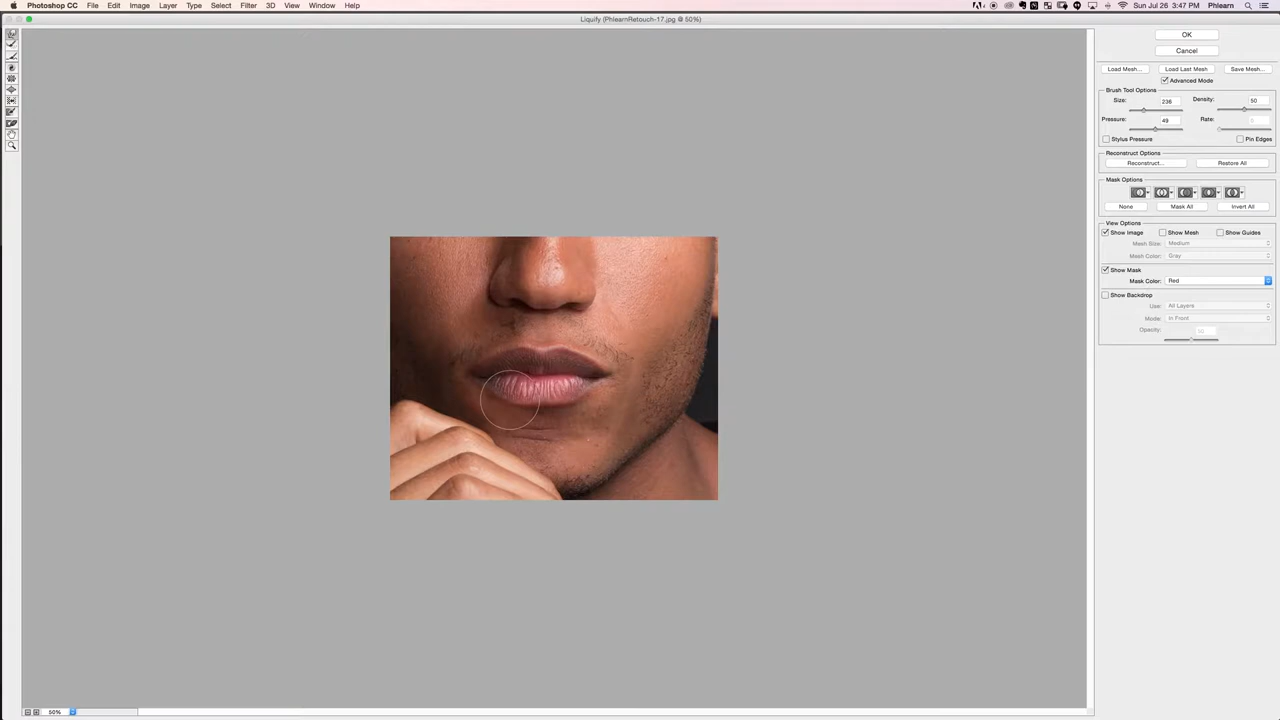 Photoshop CC File Edit Image Layer Type Select Filter 3D View Window Help Sun Jul 26 3:47 PM Phlearn
Liquify (PhlearnRetouch-17.jpg @ 50%)
OK
Cancel
Load Mesh... Load Last Mesh Save Mesh...
Advanced Mode
Brush Tool Options
Size: 236 Density: 50
Pressure: 49 Rate:
Stylus Pressure Pin Edges
Reconstruct Options
Reconstruct... Restore All
Mask Options
None Mask All Invert All
View Options
Show Image Show Mesh Show Guides
Mesh Size: Medium
Mesh Color: Gray
Show Mask
Mask Color: Red
Show Backdrop
Use: All Layers
Mode: In Front
Opacity:
50%